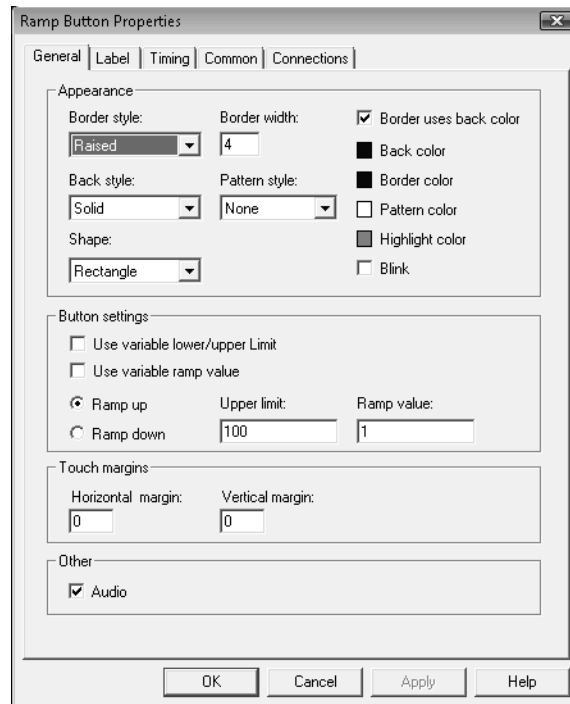 Ramp Button Properties
General Label Timing Common Connections
Appearance
Border style: Border width: Border uses back color
Raised 4 Back color
Border color
Back style: Pattern style:
Solid None Pattern color
Shape: Highlight color
Rectangle Blink
Button settings
Use variable lower/upper Limit
Use variable ramp value
Ramp up Upper limit: Ramp value:
Ramp down 100 1
Touch margins
Horizontal margin: Vertical margin:
0 0
Other
Audio
OK Cancel Apply Help